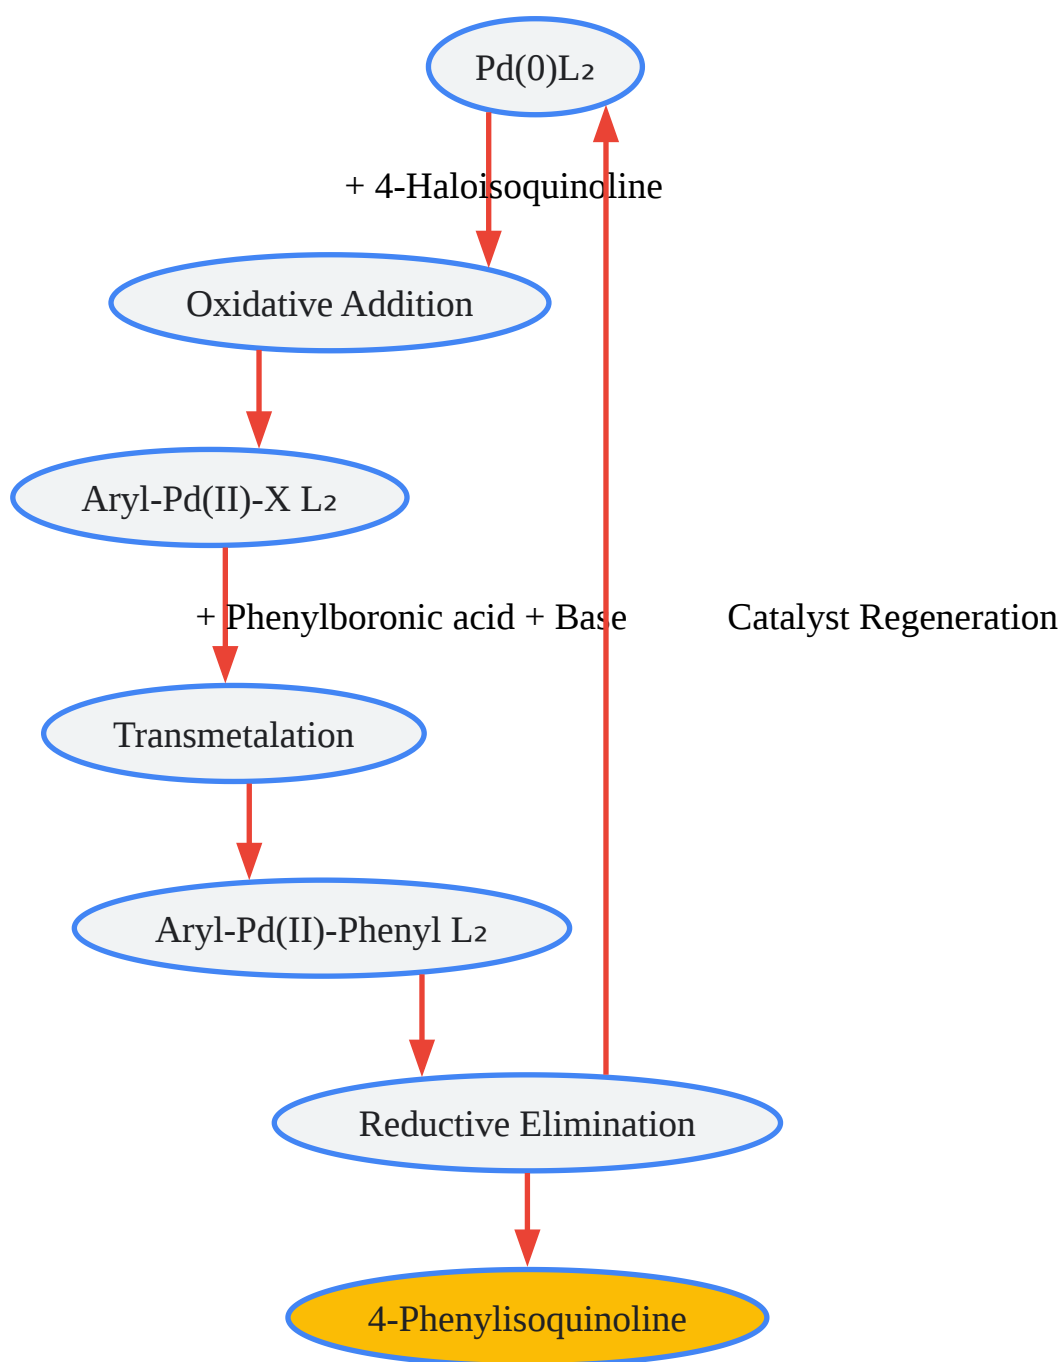 Pd(0)L₂
+ 4-Haloisoquinoline
Oxidative Addition
Aryl-Pd(II)-X L₂
+ Phenylboronic acid + Base
Catalyst Regeneration
Transmetalation
Aryl-Pd(II)-Phenyl L₂
Reductive Elimination
4-Phenylisoquinoline